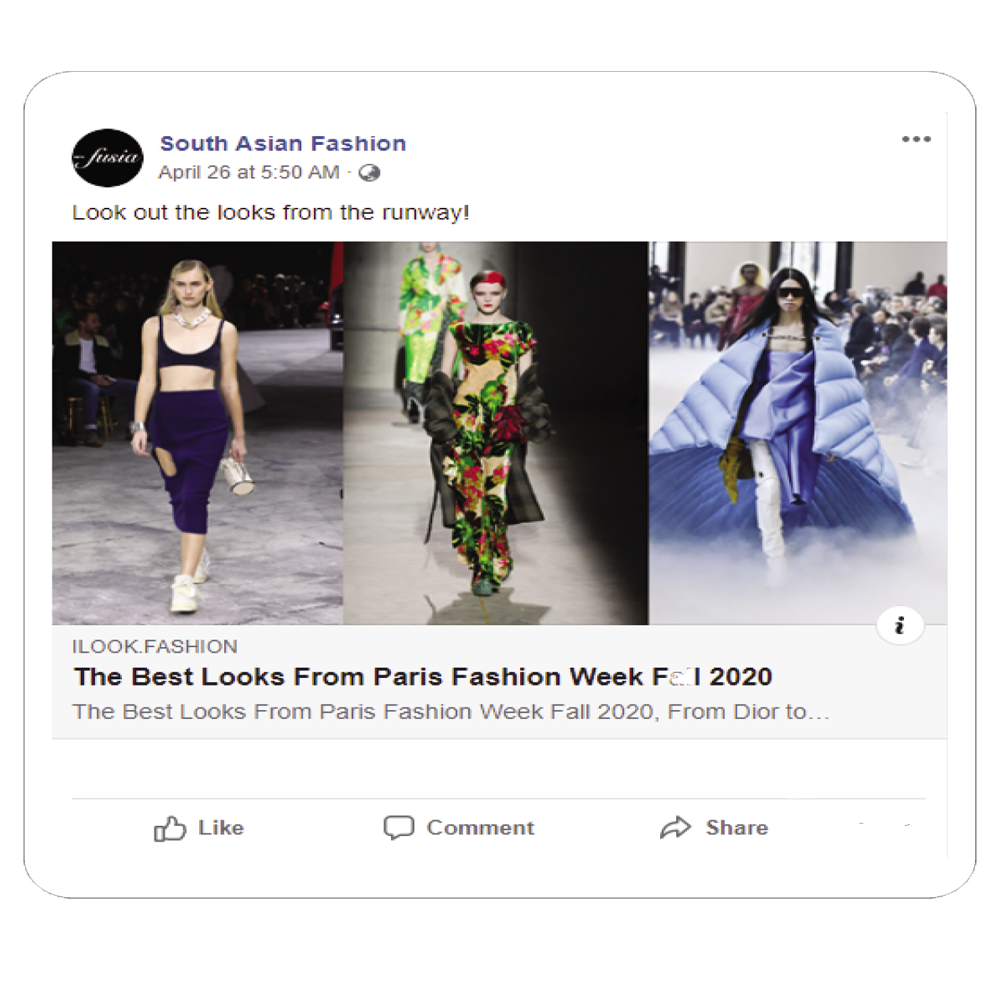 fusia
South Asian Fashion
April 26 at 5:50 AM ·
Look out the looks from the runway!
ILOOK.FASHION
i
The Best Looks From Paris Fashion Week Fall 2020
The Best Looks From Paris Fashion Week Fall 2020, From Dior to...
Like
Comment
Share